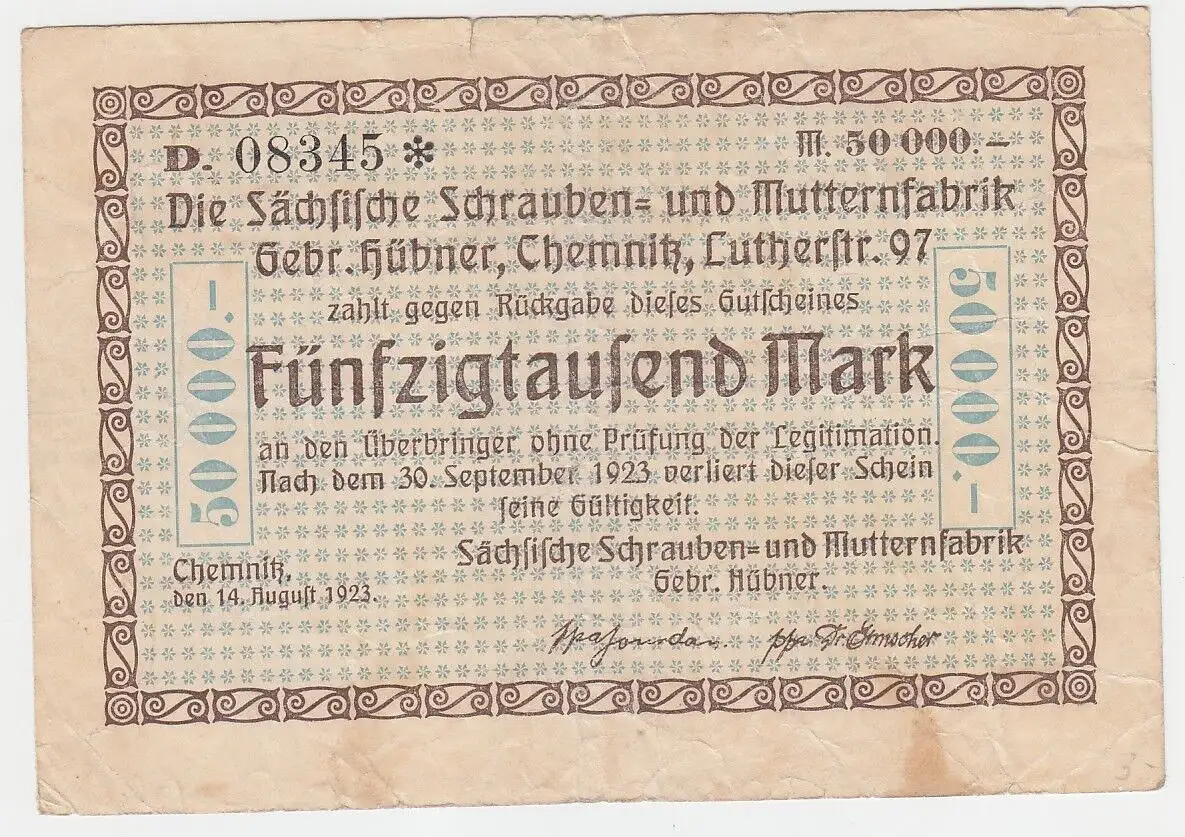 D. 08345 * M. 50 000.—
Die Sächsische Schrauben- und Mutternfabrik
Gebr. Hübner, Chemnitz, Lutherstr. 97
zahlt gegen Rückgabe dieses Gutscheines
50 000.—
Fünfzigtausend Mark
50 000.—
an den Überbringer ohne Prüfung der Legitimation.
Nach dem 30. September 1923 verliert dieser Schein
seine Gültigkeit.
Sächsische Schrauben- und Mutternfabrik
Gebr. Hübner.
Chemnitz,
den 14. August 1923.
ppa. Dr.